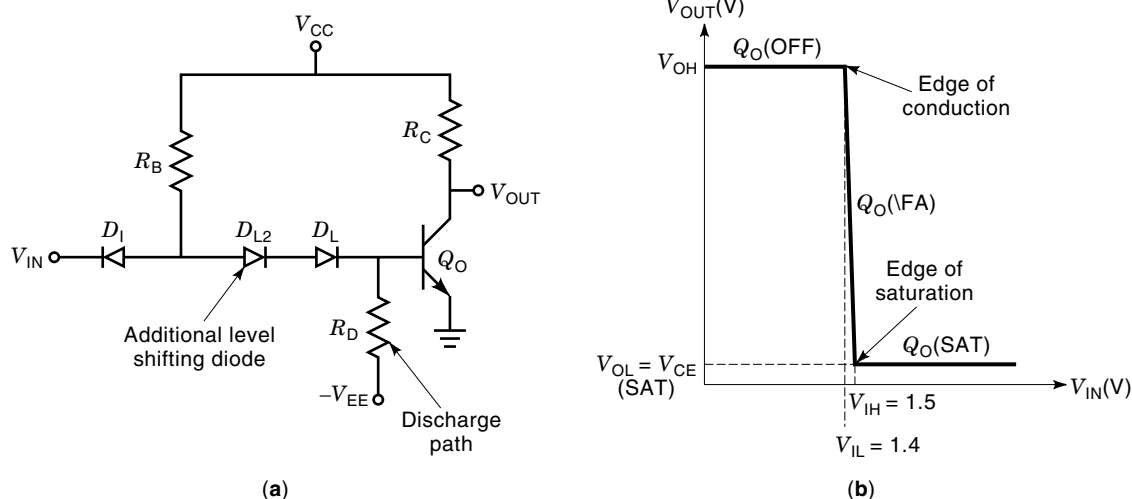 V_CC
R_B
R_C
V_OUT
V_IN
D_I
D_L2
D_L
Q_O
Additional level
shifting diode
R_D
−V_EE
Discharge
path
(a)
V_OUT(V)
V_OH
Q_O(OFF)
Edge of
conduction
Q_O(\FA)
Edge of
saturation
Q_O(SAT)
V_OL = V_CE
(SAT)
V_IN(V)
V_IH = 1.5
V_IL = 1.4
(b)